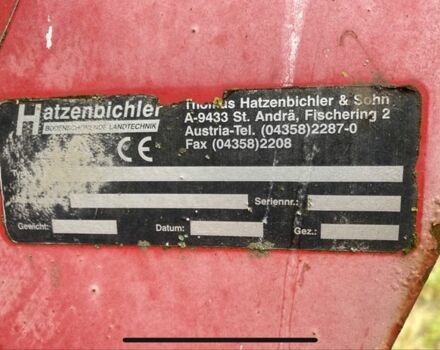 Hatzenbichler
BODENSCHONENDE LANDTECHNIK
CE
Thomas Hatzenbichler & Sohn
A-9433 St. Andrä, Fischering 2
Austria-Tel. (04358)2287-0
Fax (04358)2208
Seriennr.:
Gewicht:
Datum:
Gez.: